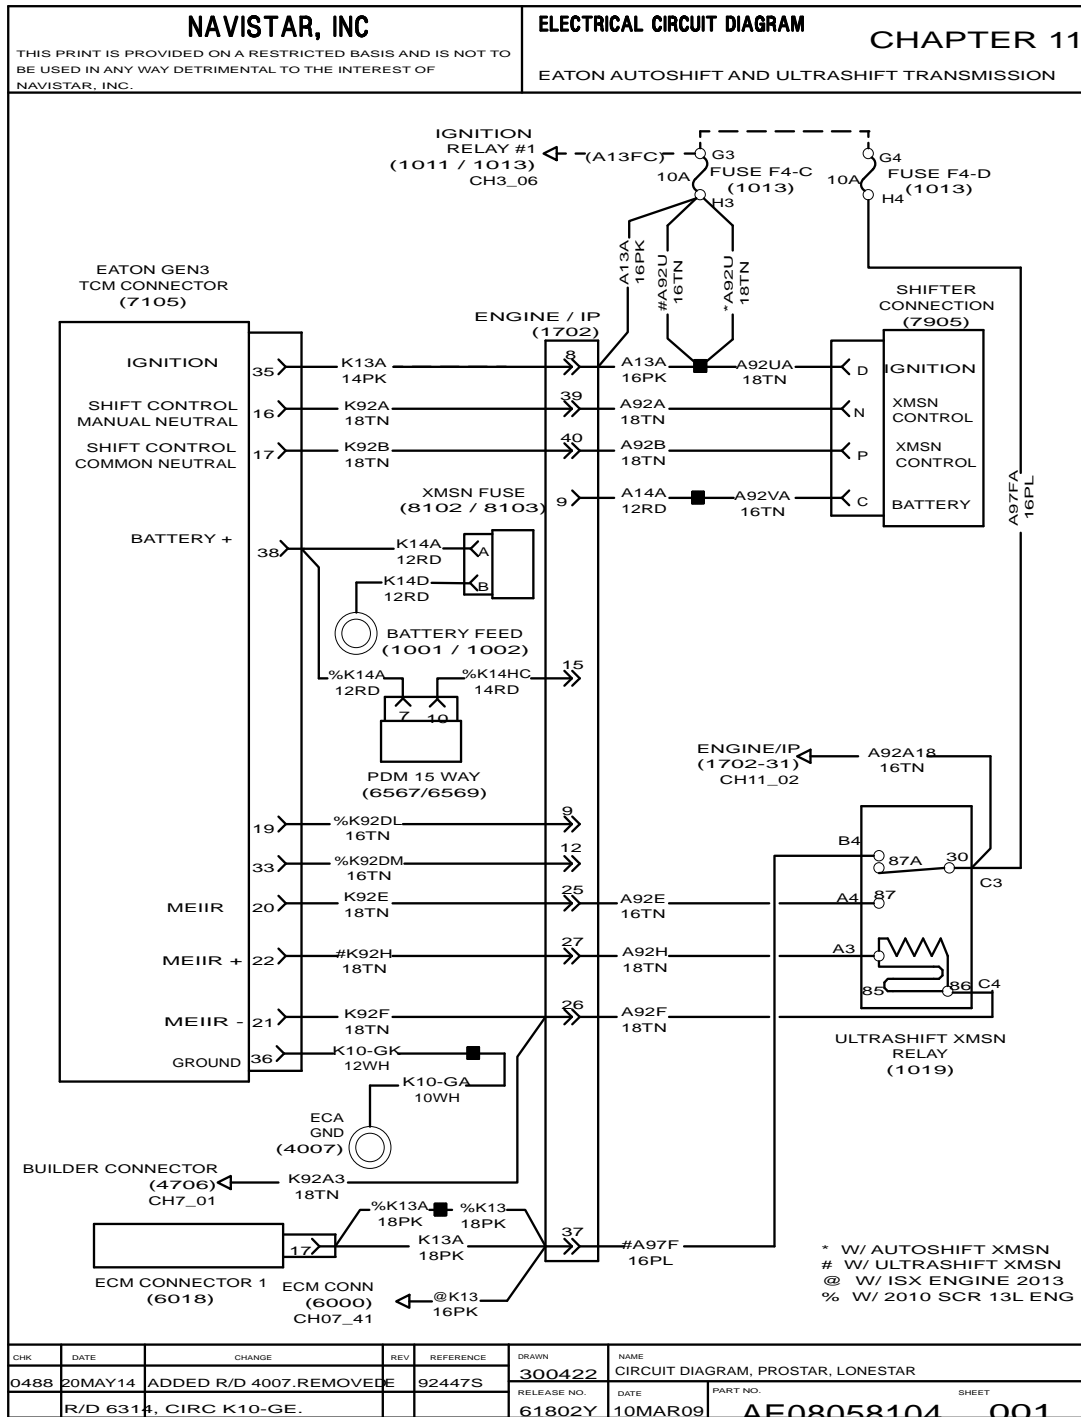 NAVISTAR, INC
THIS PRINT IS PROVIDED ON A RESTRICTED BASIS AND IS NOT TO
BE USED IN ANY WAY DETRIMENTAL TO THE INTEREST OF
NAVISTAR, INC.
ELECTRICAL CIRCUIT DIAGRAM
CHAPTER 11
EATON AUTOSHIFT AND ULTRASHIFT TRANSMISSION
IGNITION
RELAY #1
(1011 / 1013)
CH3_06
(A13FC)
G3
10A
FUSE F4-C
(1013)
H3
G4
10A
FUSE F4-D
(1013)
H4
A13A
16PK
#A92U
16TN
*A92U
18TN
EATON GEN3
TCM CONNECTOR
(7105)
ENGINE / IP
(1702)
SHIFTER
CONNECTION
(7905)
IGNITION
35
K13A
14PK
8
A13A
16PK
A92UA
18TN
D
IGNITION
SHIFT CONTROL
MANUAL NEUTRAL
16
K92A
18TN
39
A92A
18TN
N
XMSN
CONTROL
SHIFT CONTROL
COMMON NEUTRAL
17
K92B
18TN
40
A92B
18TN
P
XMSN
CONTROL
XMSN FUSE
(8102 / 8103)
9
A14A
12RD
A92VA
16TN
C
BATTERY
A97FA
16PL
BATTERY +
38
K14A
12RD
A
K14D
12RD
B
BATTERY FEED
(1001 / 1002)
%K14A
12RD
%K14HC
14RD
15
7
10
PDM 15 WAY
(6567/6569)
ENGINE/IP
(1702-31)
CH11_02
A92A18
16TN
19
%K92DL
16TN
9
33
%K92DM
16TN
12
B4
87A
30
C3
MEIIR
20
K92E
18TN
25
A92E
16TN
A4
87
MEIIR +
22
#K92H
18TN
27
A92H
18TN
A3
85
86
C4
MEIIR -
21
K92F
18TN
26
A92F
18TN
ULTRASHIFT XMSN
RELAY
(1019)
GROUND
36
K10-GK
12WH
K10-GA
10WH
ECA
GND
(4007)
BUILDER CONNECTOR
(4706)
CH7_01
K92A3
18TN
%K13A
18PK
%K13
18PK
17
K13A
18PK
37
#A97F
16PL
ECM CONNECTOR 1
(6018)
ECM CONN
(6000)
CH07_41
@K13
16PK
* W/ AUTOSHIFT XMSN
# W/ ULTRASHIFT XMSN
@ W/ ISX ENGINE 2013
% W/ 2010 SCR 13L ENG
CHK DATE CHANGE REV REFERENCE
0488 20MAY14 ADDED R/D 4007.REMOVED E 92447S
R/D 6314, CIRC K10-GE.
DRAWN
300422
NAME
CIRCUIT DIAGRAM, PROSTAR, LONESTAR
RELEASE NO.
61802Y
DATE
10MAR09
PART NO.
AE08058104
SHEET
001